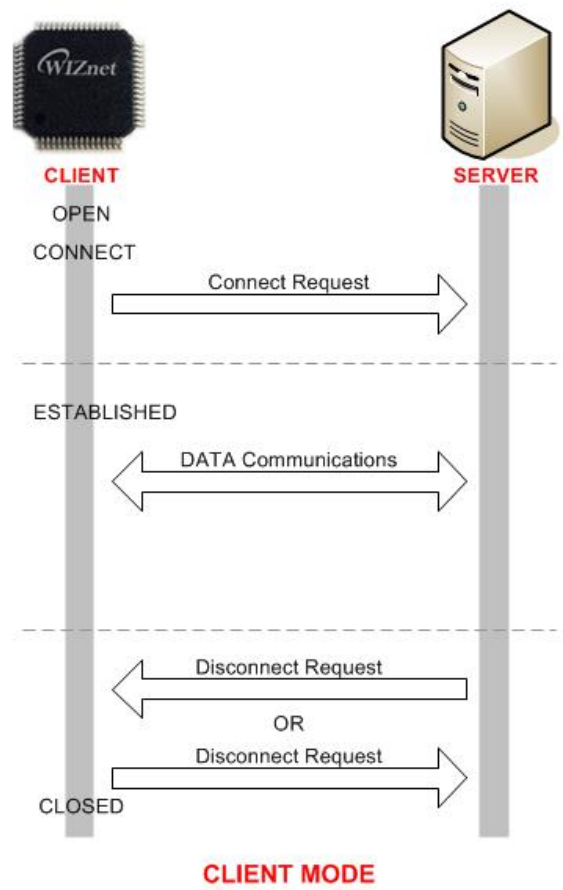 WIZnet
CLIENT
SERVER
OPEN
CONNECT
Connect Request
ESTABLISHED
DATA Communications
Disconnect Request
OR
Disconnect Request
CLOSED
CLIENT MODE